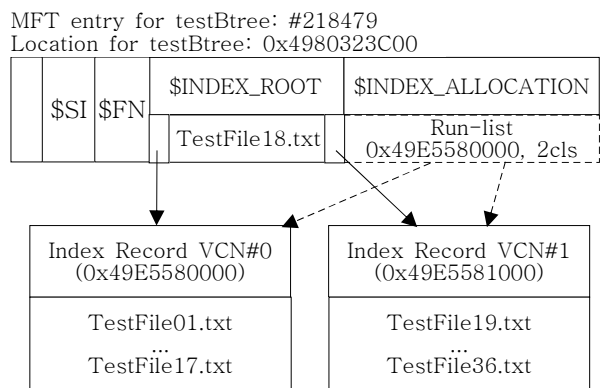 MFT entry for testBtree: #218479
Location for testBtree: 0x4980323C00
$SI $FN $INDEX_ROOT $INDEX_ALLOCATION
TestFile18.txt
Run-list
0x49E5580000, 2cls
Index Record VCN#0
(0x49E5580000)
TestFile01.txt
...
TestFile17.txt
Index Record VCN#1
(0x49E5581000)
TestFile19.txt
...
TestFile36.txt